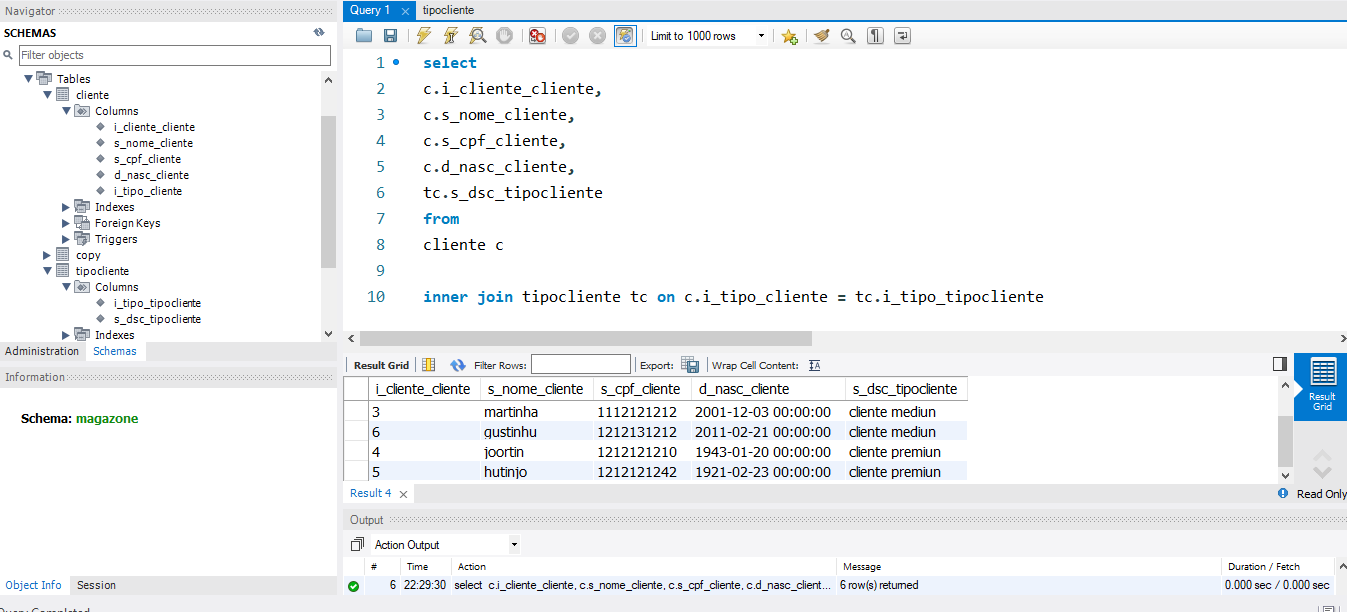 Navigator
SCHEMAS
Filter objects
Tables
cliente
Columns
i_cliente_cliente
s_nome_cliente
s_cpf_cliente
d_nasc_cliente
i_tipo_cliente
Indexes
Foreign Keys
Triggers
copy
tipocliente
Columns
i_tipo_tipocliente
s_dsc_tipocliente
Indexes
Administration Schemas
Information
Schema: magazone
Object Info Session
Query Completed
Query 1 tipocliente
Limit to 1000 rows
1 select
2 c.i_cliente_cliente,
3 c.s_nome_cliente,
4 c.s_cpf_cliente,
5 c.d_nasc_cliente,
6 tc.s_dsc_tipocliente
7 from
8 cliente c
9
10 inner join tipocliente tc on c.i_tipo_cliente = tc.i_tipo_tipocliente
Result Grid Filter Rows: Export: Wrap Cell Content:
i_cliente_cliente s_nome_cliente s_cpf_cliente d_nasc_cliente s_dsc_tipocliente
3 martinha 1112121212 2001-12-03 00:00:00 cliente mediun
6 gustinhu 1212131212 2011-02-21 00:00:00 cliente mediun
4 joortin 1212121210 1943-01-20 00:00:00 cliente premiun
5 hutinjo 1212121242 1921-02-23 00:00:00 cliente premiun
Result
Grid
Result 4
Read Only
Output
Action Output
# Time Action Message Duration / Fetch
6 22:29:30 select c.i_cliente_cliente, c.s_nome_cliente, c.s_cpf_cliente, c.d_nasc_client... 6 row(s) returned 0.000 sec / 0.000 sec